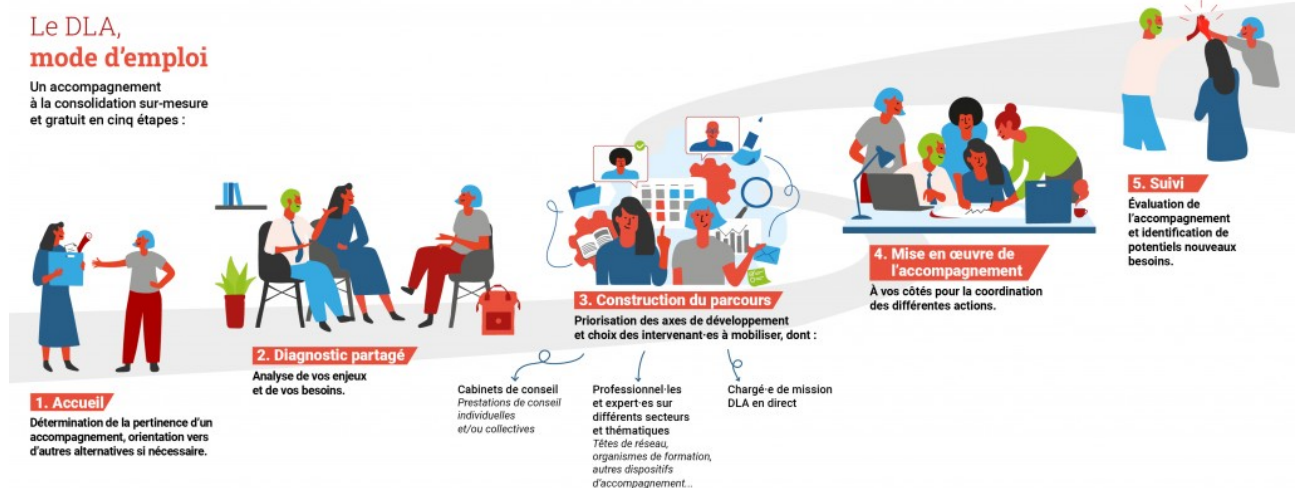 Le DLA,
mode d'emploi
Un accompagnement
à la consolidation sur-mesure
et gratuit en cinq étapes :
1. Accueil
Détermination de la pertinence d'un
accompagnement, orientation vers
d'autres alternatives si nécessaire.
2. Diagnostic partagé
Analyse de vos enjeux
et de vos besoins.
3. Construction du parcours
Priorisation des axes de développement
et choix des intervenant·es à mobiliser, dont :
Cabinets de conseil
Prestations de conseil
individuelles
et/ou collectives
Professionnel·les
et expert·es sur
différents secteurs
et thématiques
Têtes de réseau,
organismes de formation,
autres dispositifs
d'accompagnement...
Chargé·e de mission
DLA en direct
4. Mise en œuvre de
l'accompagnement
À vos côtés pour la coordination
des différentes actions.
5. Suivi
Évaluation de
l'accompagnement
et identification de
potentiels nouveaux
besoins.